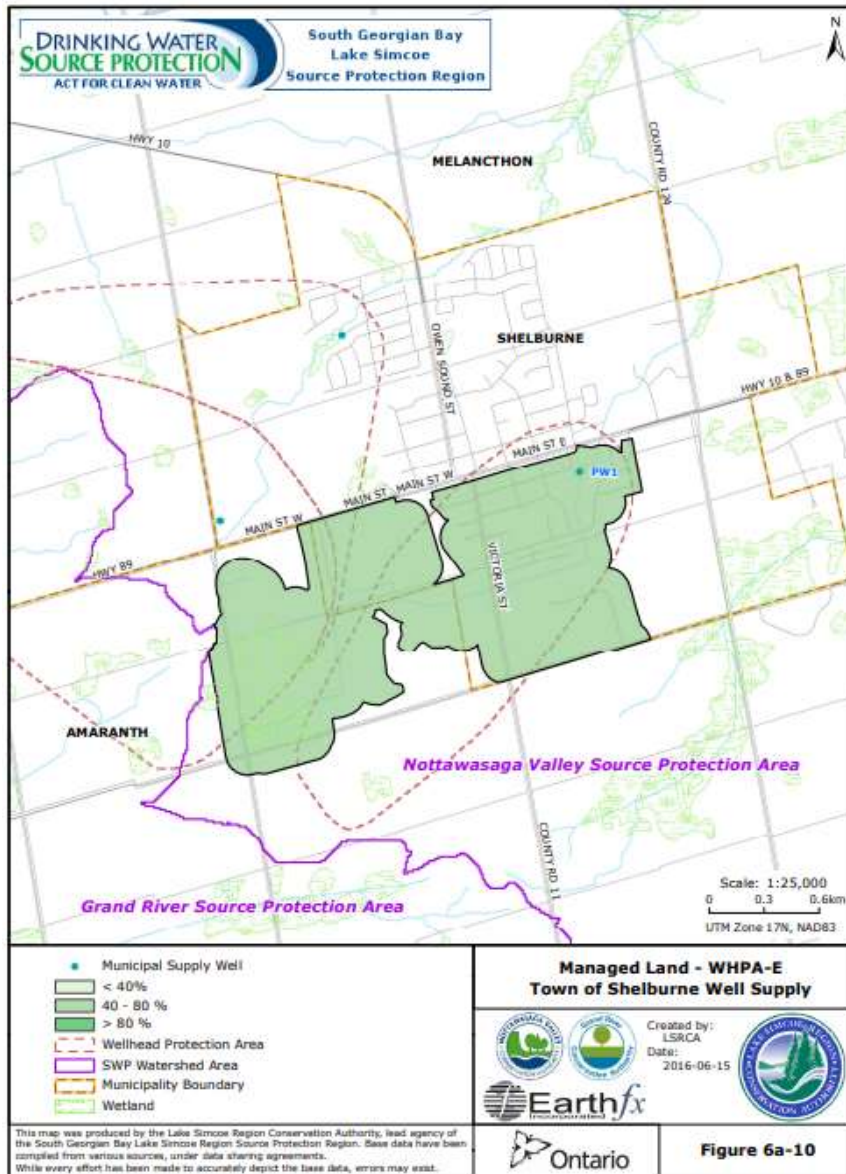 DRINKING WATER
SOURCE PROTECTION
ACT FOR CLEAN WATER
South Georgian Bay
Lake Simcoe
Source Protection Region
N
HWY 10
MELANCTHON
COUNTY RD 124
OWEN SOUND ST
SHELBURNE
HWY 10 & 89
MAIN ST E
MAIN ST W
MAIN ST
MAIN ST W
PW1
HWY 89
VICTORIA ST
AMARANTH
Nottawasaga Valley Source Protection Area
COUNTY RD 11
Grand River Source Protection Area
Scale: 1:25,000
0 0.3 0.6km
UTM Zone 17N, NAD83
Municipal Supply Well
< 40%
40 - 80 %
> 80 %
Wellhead Protection Area
SWP Watershed Area
Municipality Boundary
Wetland
Managed Land - WHPA-E
Town of Shelburne Well Supply
Created by:
LSRCA
Date:
2016-06-15
Earthfx
Incorporated
Ontario
Figure 6a-10
This map was produced by the Lake Simcoe Region Conservation Authority, lead agency of
the South Georgian Bay Lake Simcoe Region Source Protection Region. Base data have been
compiled from various sources, under data sharing agreements.
While every effort has been made to accurately depict the base data, errors may exist.